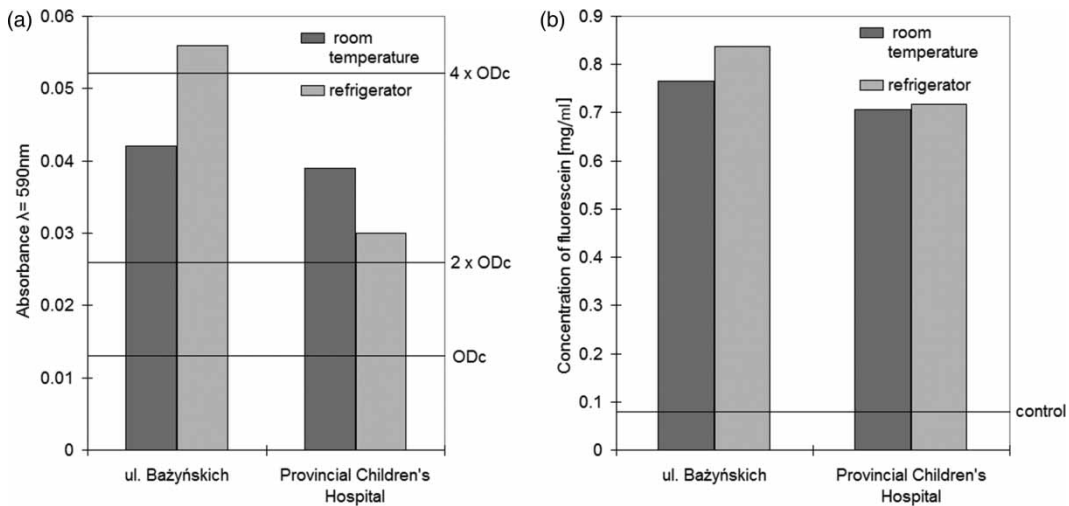 (a)
0.06
0.05
0.04
0.03
0.02
0.01
0
Absorbance λ= 590nm
room
temperature
refrigerator
4 x ODc
2 x ODc
ODc
ul. Bażyńskich
Provincial Children's
Hospital
(b)
0.9
0.8
0.7
0.6
0.5
0.4
0.3
0.2
0.1
0
Concentration of fluorescein [mg/ml]
room
temperature
refrigerator
control
ul. Bażyńskich
Provincial Children's
Hospital